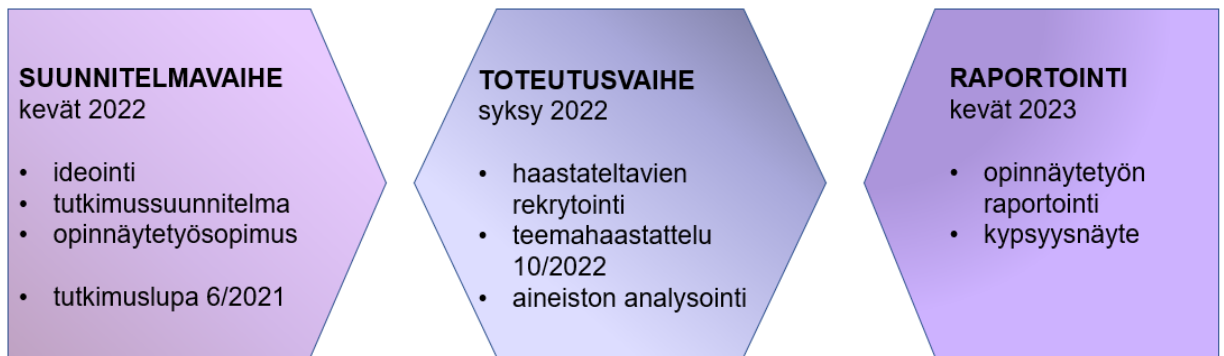 SUUNNITELMAVAIHE
kevät 2022
• ideointi
• tutkimussuunnitelma
• opinnäytetyösopimus
• tutkimuslupa 6/2021
TOTEUTUSVAIHE
syksy 2022
• haastateltavien
rekrytointi
• teemahaastattelu
10/2022
• aineiston analysointi
RAPORTOINTI
kevät 2023
• opinnäytetyön
raportointi
• kypsyysnäyte